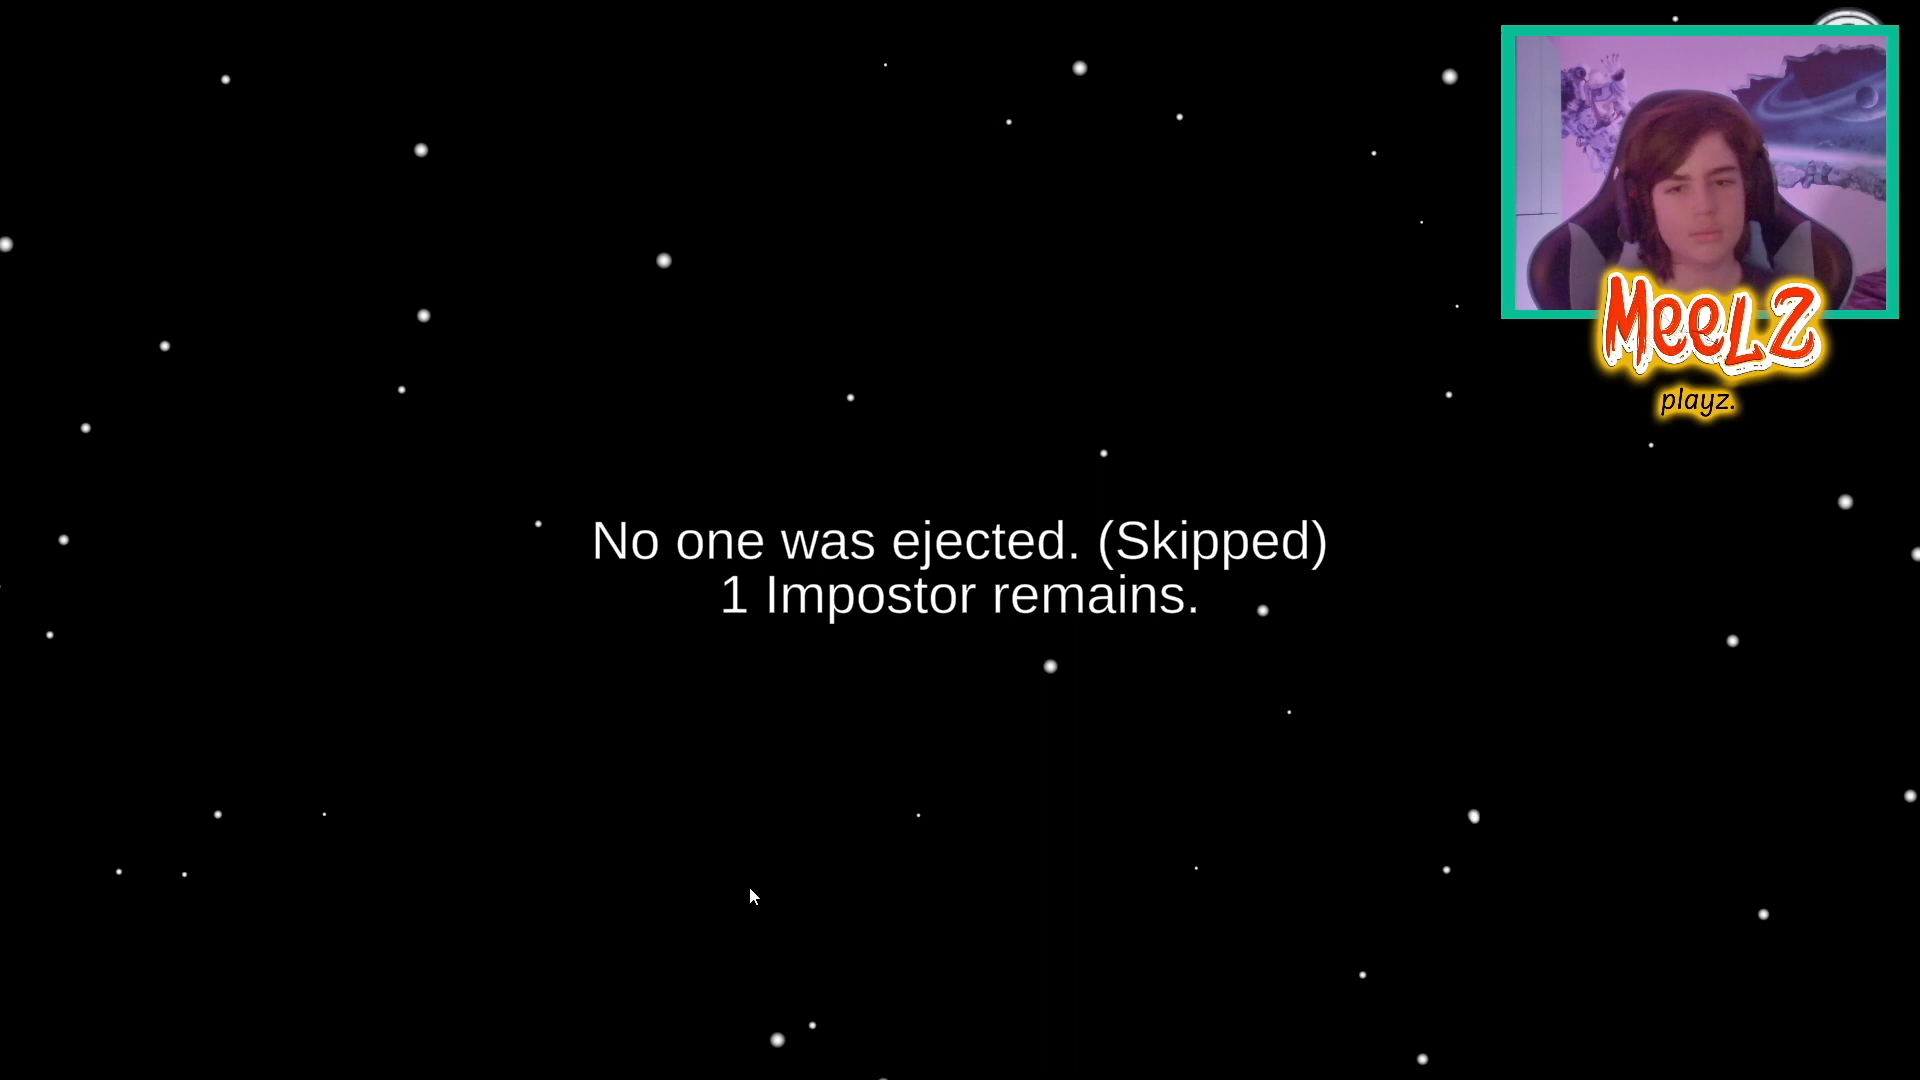 MeeLZ
playz.
No one was ejected. (Skipped)
1 Impostor remains.